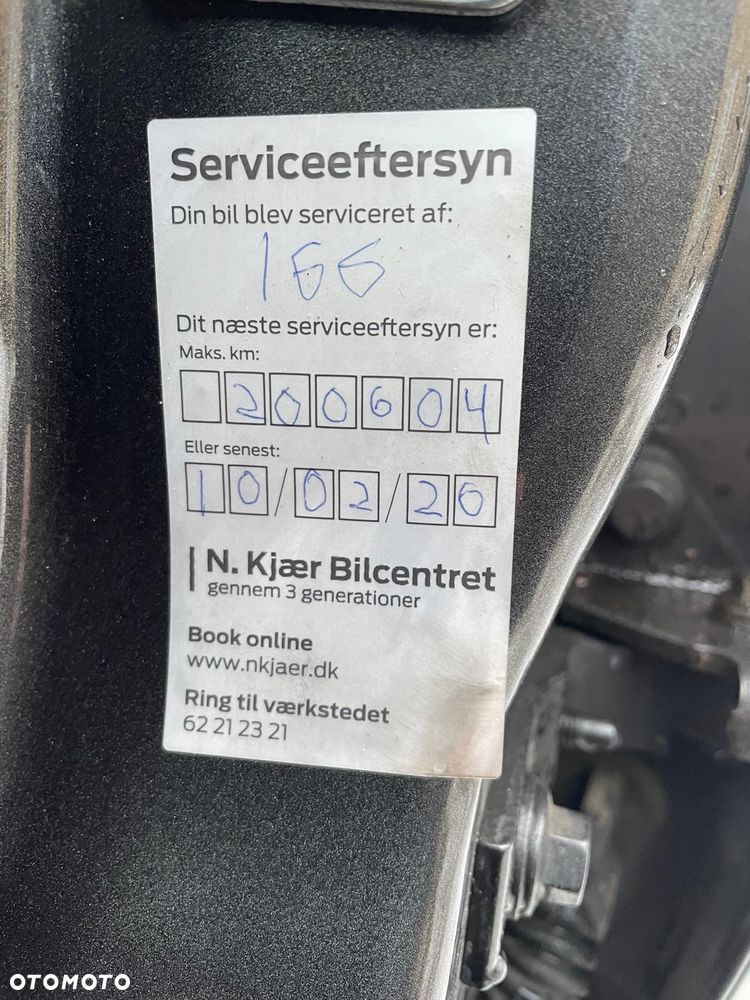 Serviceeftersyn
Din bil blev serviceret af:
166
Dit næste serviceeftersyn er:
Maks. km:
200604
Eller senest:
10/02/26
N. Kjær Bilcentret
gennem 3 generationer
Book online
www.nkjaer.dk
Ring til værkstedet
62 21 23 21
OTOMOTO